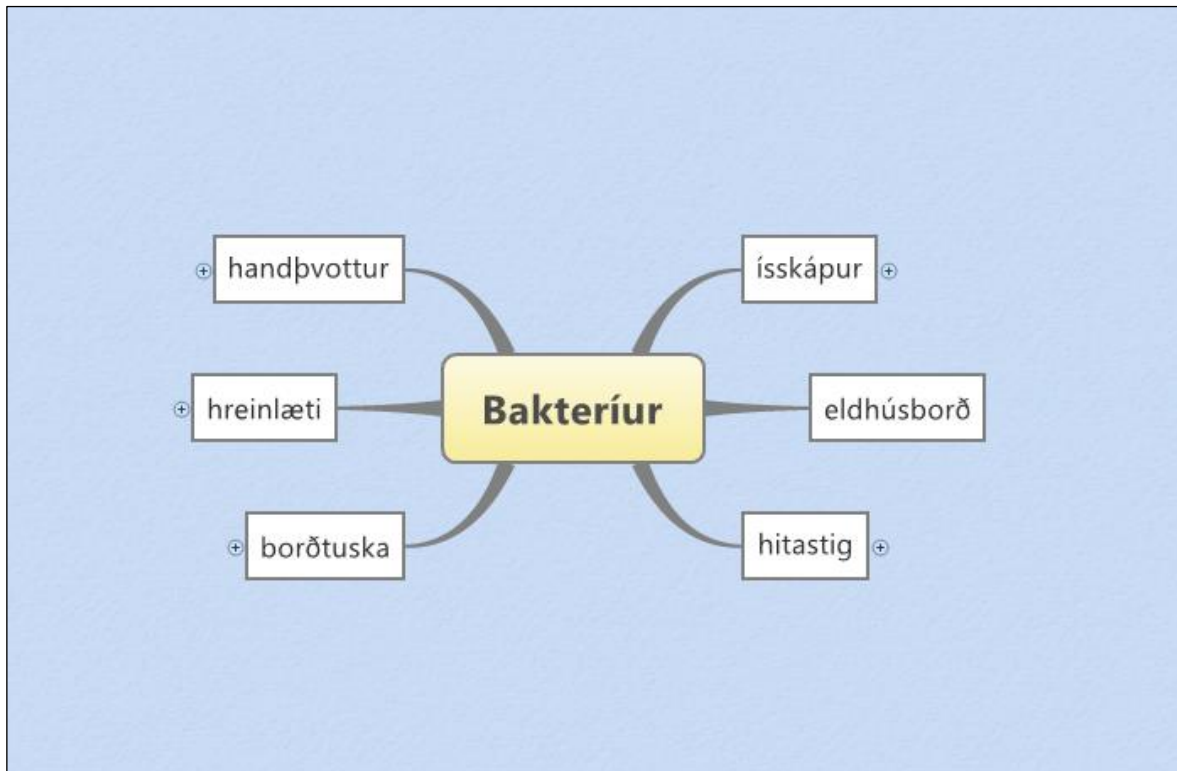 handþvottur
ísskápur
hreinlæti
Bakteríur
eldhúsborð
borðtuska
hitastig